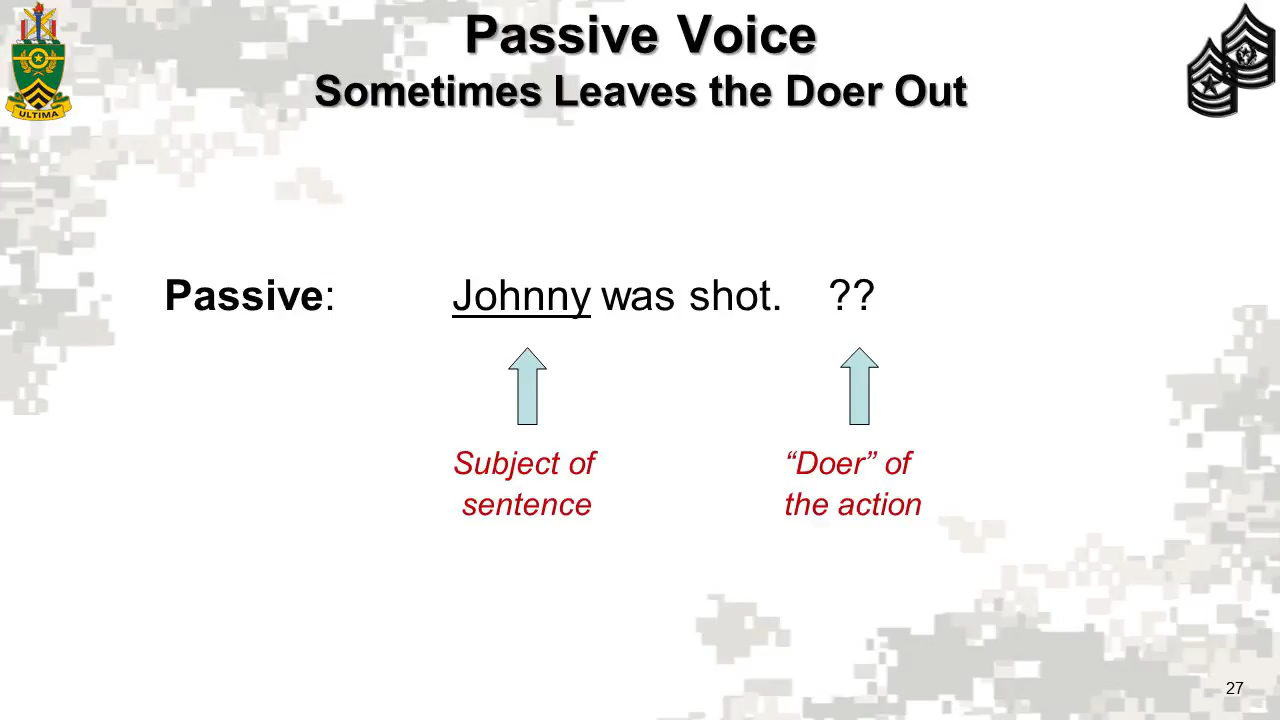 Passive Voice
Sometimes Leaves the Doer Out
ULTIMA
Passive: Johnny was shot. ??
Subject of “Doer” of
sentence the action
27